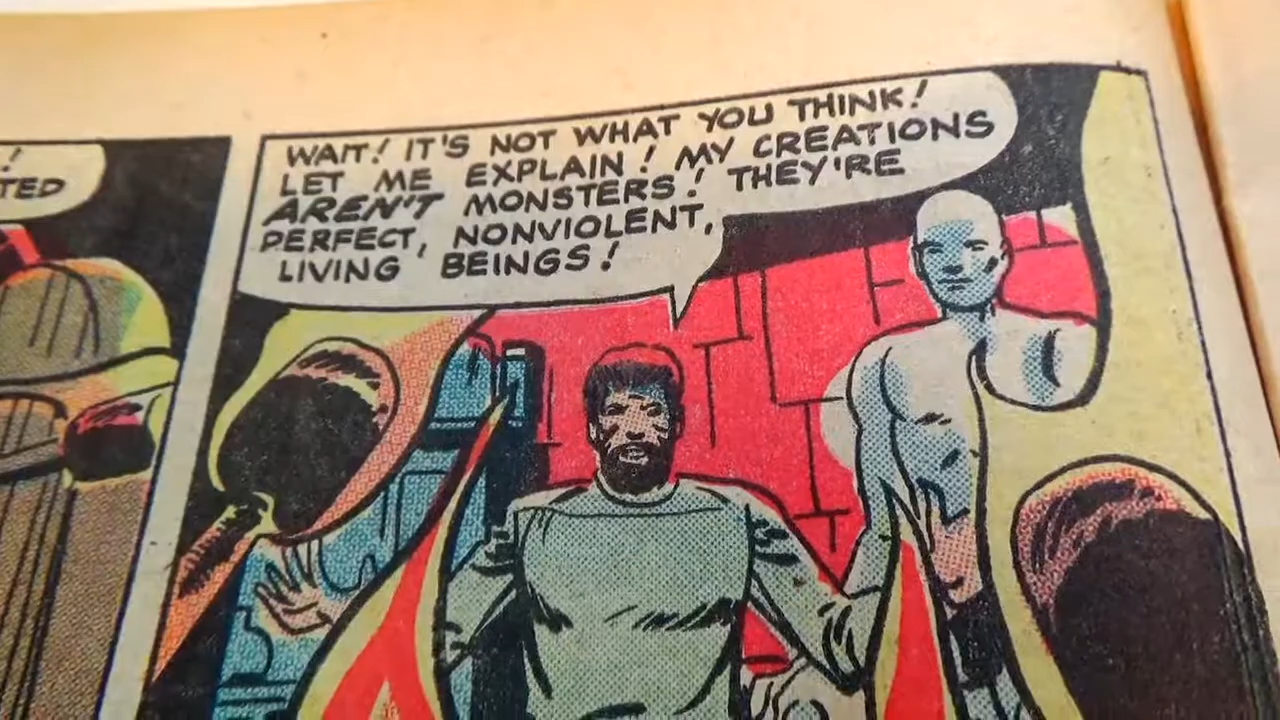 !
TED
WAIT! IT'S NOT WHAT YOU THINK!
LET ME EXPLAIN! MY CREATIONS
AREN'T MONSTERS! THEY'RE
PERFECT, NONVIOLENT,
LIVING BEINGS!